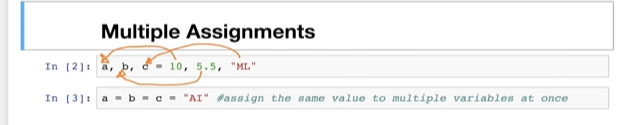 Multiple Assignments
In [2]: a, b, c = 10, 5.5, "ML"
In [3]: a = b = c = "AI" #assign the same value to multiple variables at once